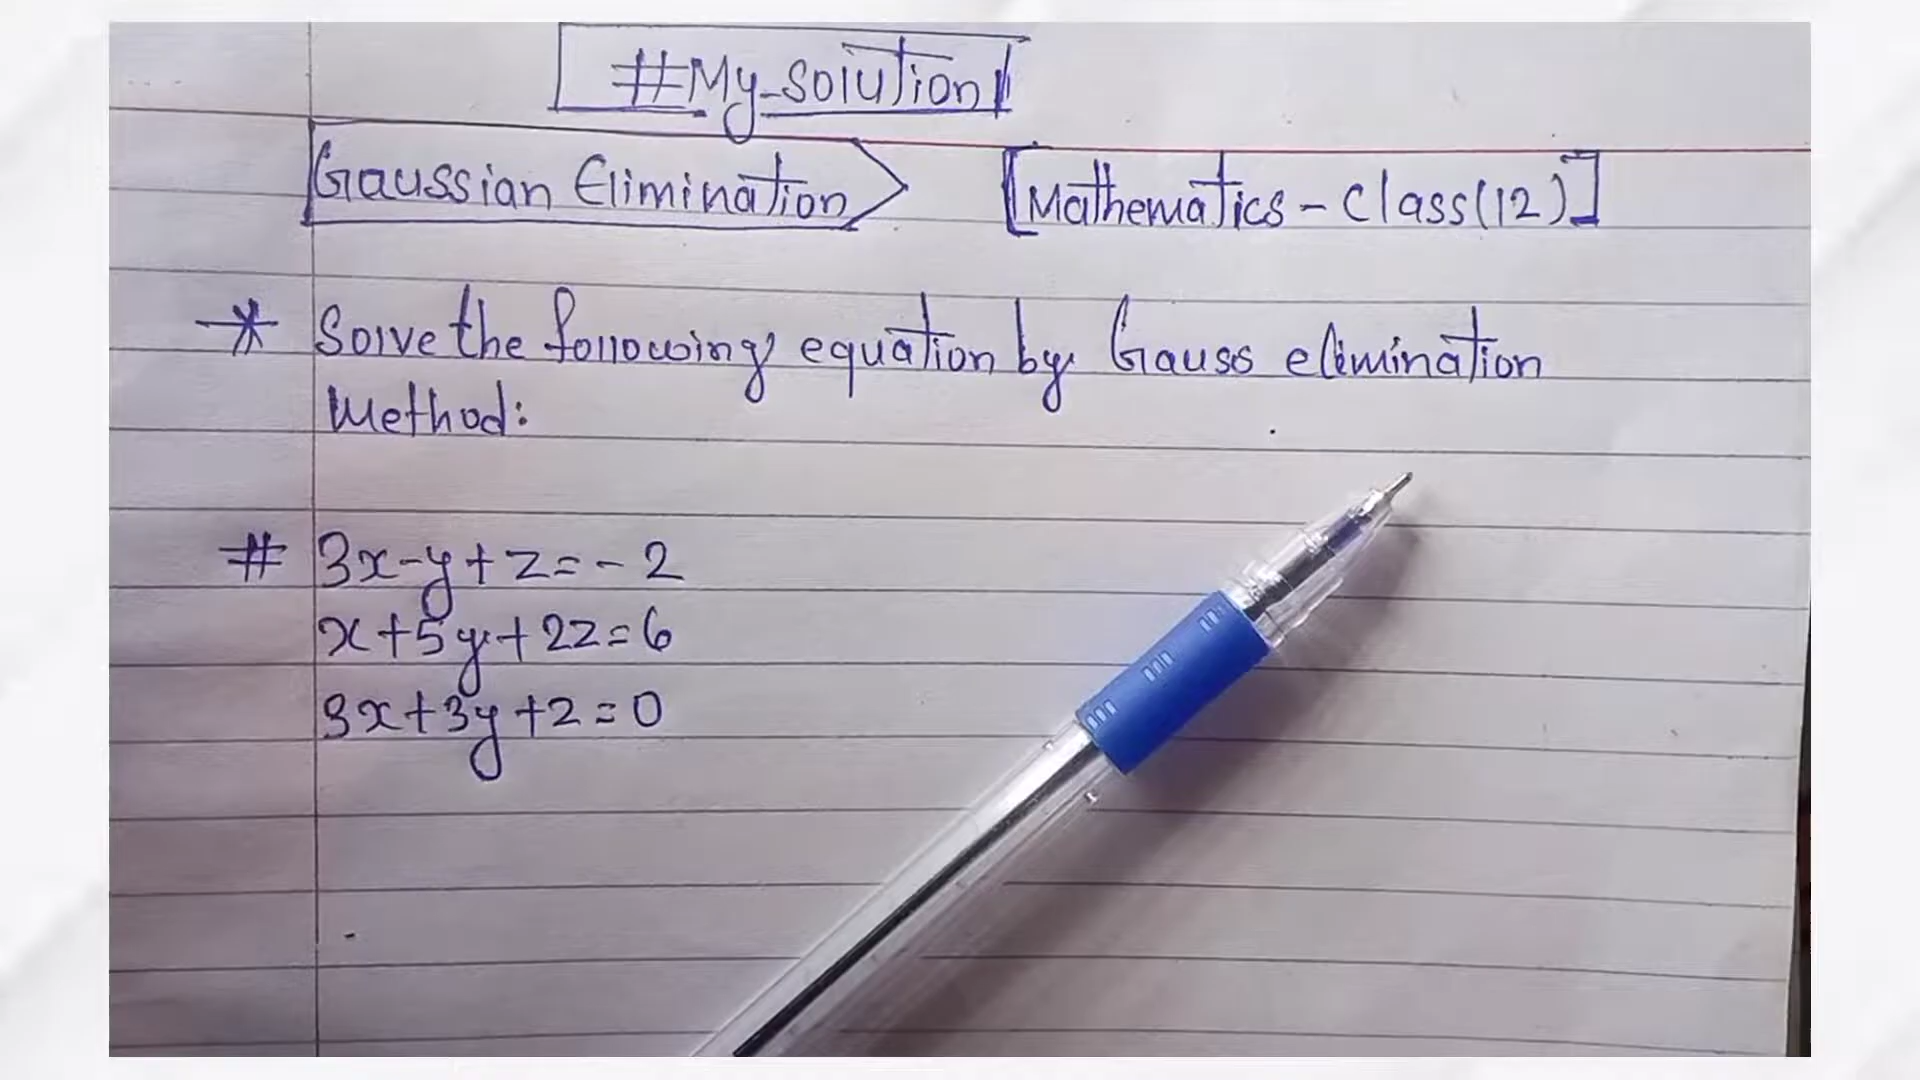 #My-solution
Gaussian Elimination [Mathematics - Class(12)]
* Solve the following equation by Gauss elimination
Method:
# 3x-y+z=-2
x+5y+2z=6
3x+3y+z=0